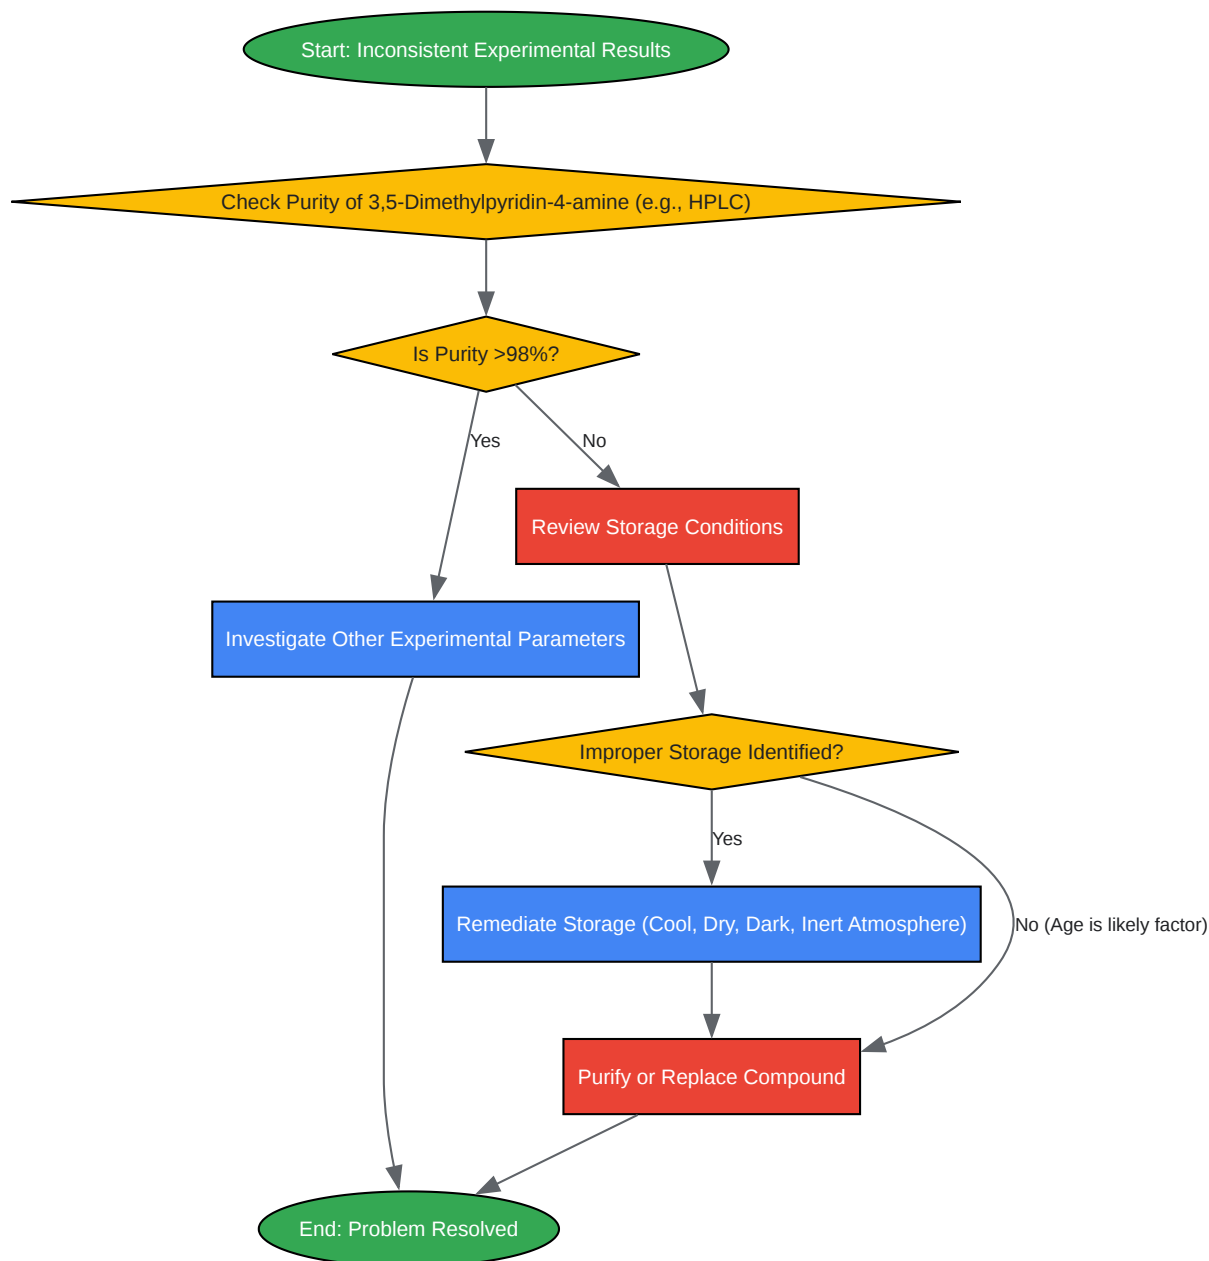 Start: Inconsistent Experimental Results
Check Purity of 3,5-Dimethylpyridin-4-amine (e.g., HPLC)
Is Purity >98%?
Yes
No
Review Storage Conditions
Investigate Other Experimental Parameters
Improper Storage Identified?
Yes
Remediate Storage (Cool, Dry, Dark, Inert Atmosphere)
No (Age is likely factor)
Purify or Replace Compound
End: Problem Resolved